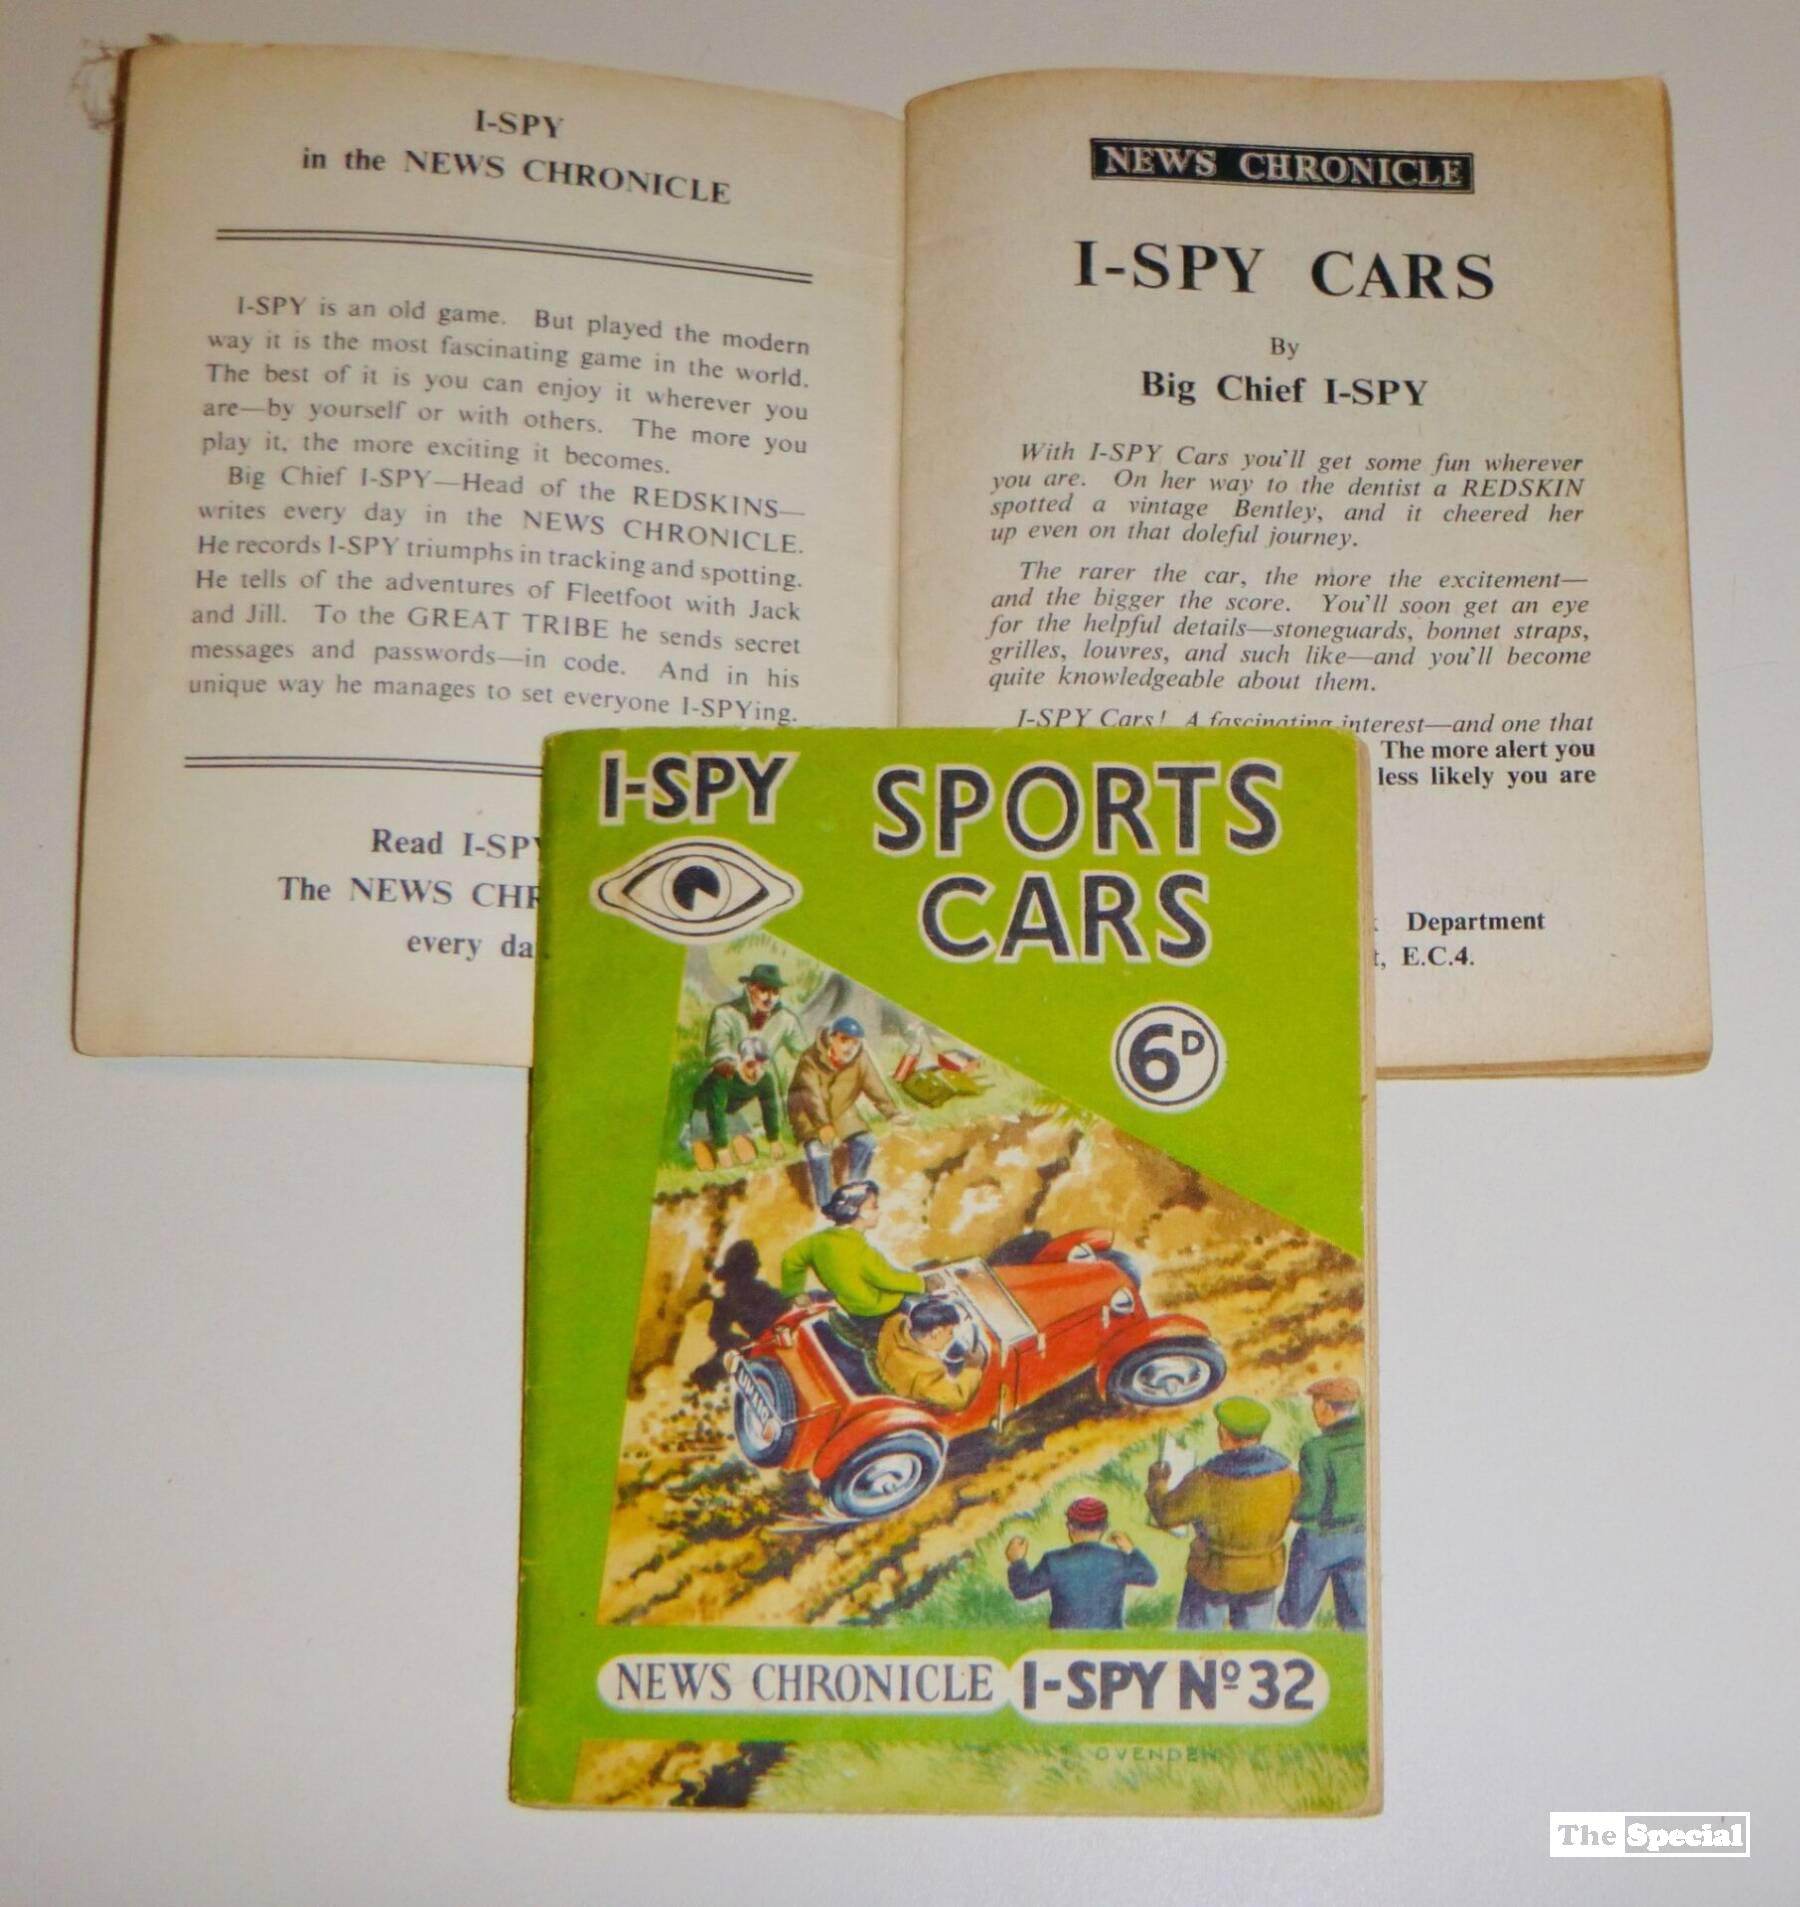 I-SPY
in the NEWS CHRONICLE
I-SPY is an old game. But played the modern
way it is the most fascinating game in the world.
The best of it is you can enjoy it wherever you
are—by yourself or with others. The more you
play it, the more exciting it becomes.
Big Chief I-SPY—Head of the REDSKINS—
writes every day in the NEWS CHRONICLE.
He records I-SPY triumphs in tracking and spotting.
He tells of the adventures of Fleetfoot with Jack
and Jill. To the GREAT TRIBE he sends secret
messages and passwords—in code. And in his
unique way he manages to set everyone I-SPYing.
Read I-SPY
The NEWS
every
NEWS CHRONICLE
I-SPY CARS
By
Big Chief I-SPY
With I-SPY Cars you'll get some fun wherever
you are. On her way to the dentist a REDSKIN
spotted a vintage Bentley, and it cheered her
up even on that doleful journey.
The rarer the car, the more the excitement—
and the bigger the score. You'll soon get an eye
for the helpful details—stoneguards, bonnet straps,
grilles, louvres, and such like—and you'll become
quite knowledgeable about them.
I-SPY Cars! A fascinating interest—and one that
The more alert you
less likely you are
Department
E.C.4.
I-SPY SPORTS
CARS
6D
NEWS CHRONICLE I-SPY Nº 32
OVENDEN
The Special